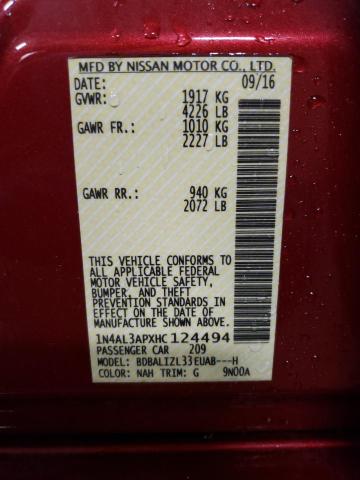 MFD BY NISSAN MOTOR CO., LTD.
DATE: 09/16
GVWR: 1917 KG
4226 LB
GAWR FR.: 1010 KG
2227 LB
GAWR RR.: 940 KG
2072 LB
THIS VEHICLE CONFORMS TO
ALL APPLICABLE FEDERAL
MOTOR VEHICLE SAFETY,
BUMPER, AND THEFT
PREVENTION STANDARDS IN
EFFECT ON THE DATE OF
MANUFACTURE SHOWN ABOVE.
1N4AL3APXHC124494
PASSENGER CAR 209
MODEL: BDBALIZL33EUAB---H
COLOR: NAH TRIM: G 9N00A